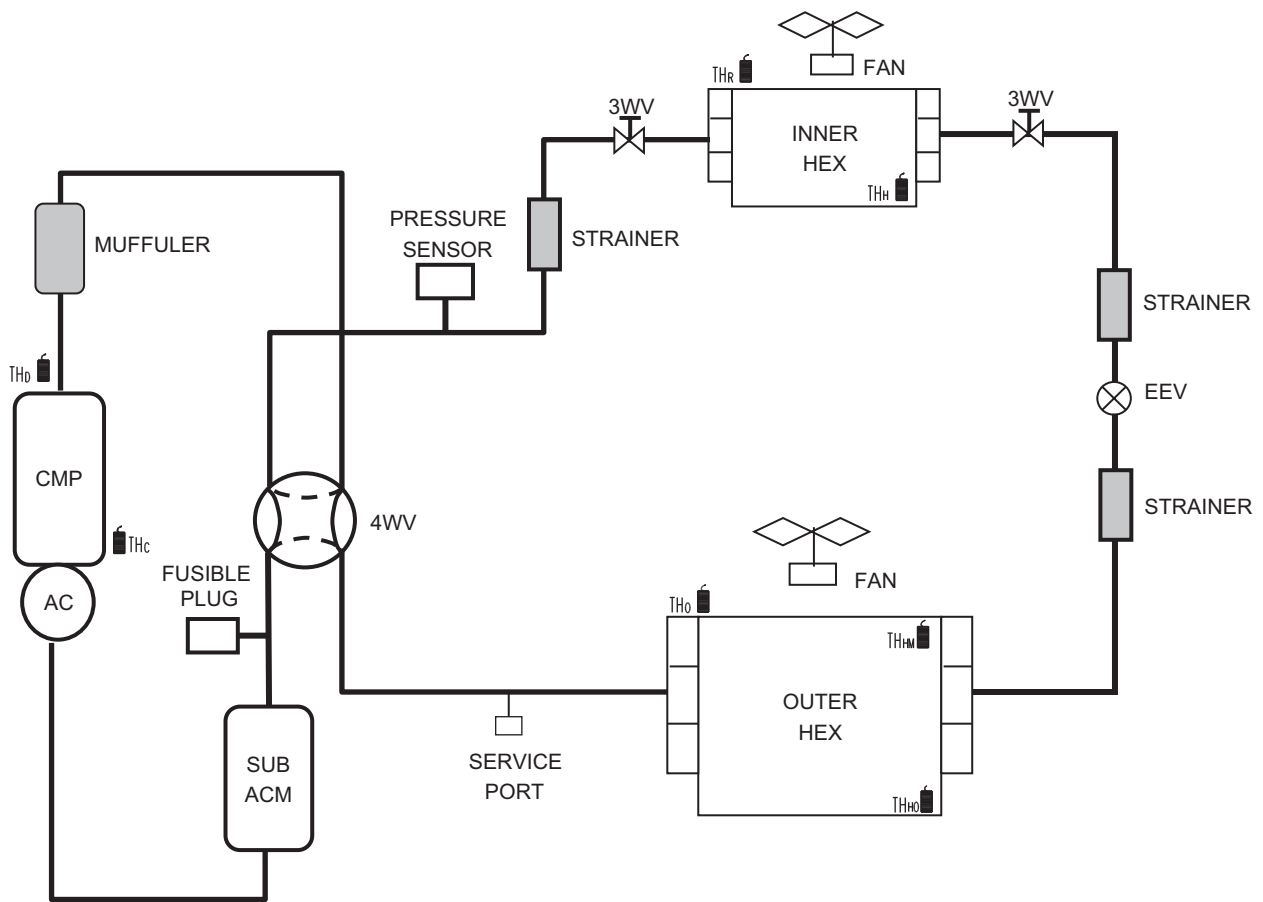 FAN
THR
3WV
3WV
INNER
HEX
THH
MUFFULER
PRESSURE
SENSOR
STRAINER
STRAINER
THD
EEV
CMP
STRAINER
4WV
THC
FUSIBLE
PLUG
FAN
AC
THO
THHM
OUTER
HEX
SERVICE
PORT
SUB
ACM
THHO